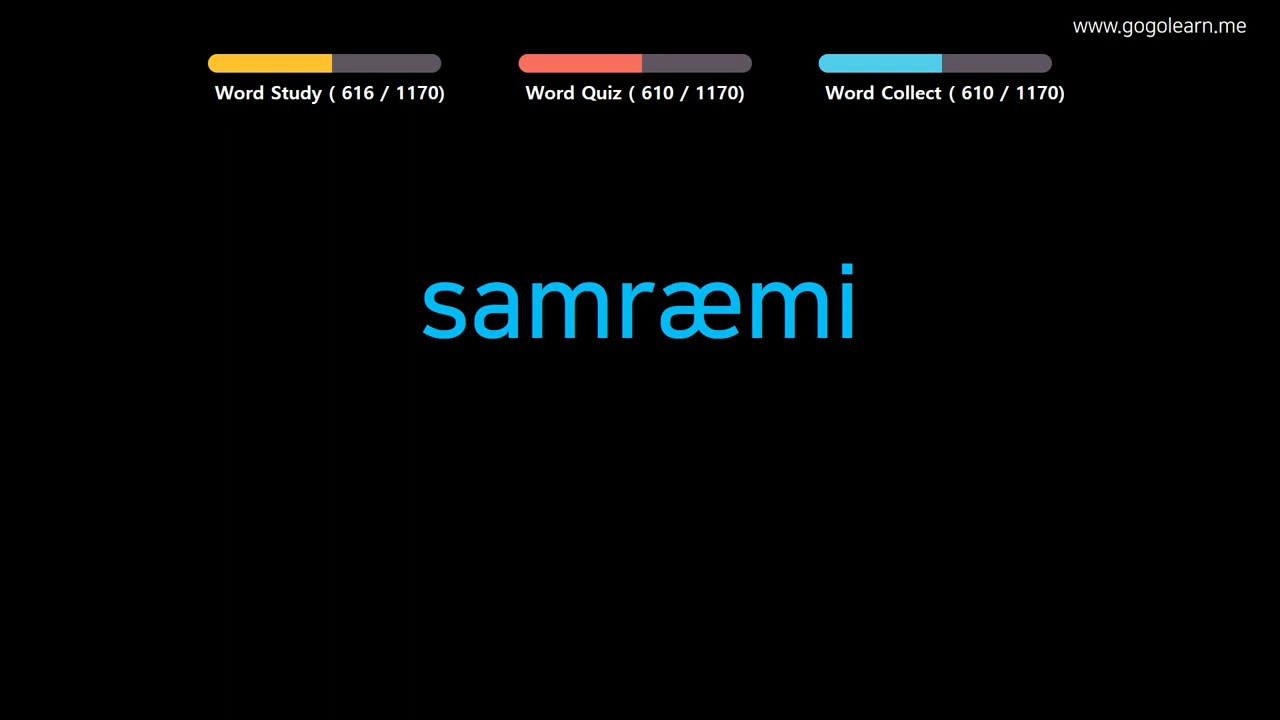 www.gogolearn.me
Word Study ( 616 / 1170)
Word Quiz ( 610 / 1170)
Word Collect ( 610 / 1170)
samræmi